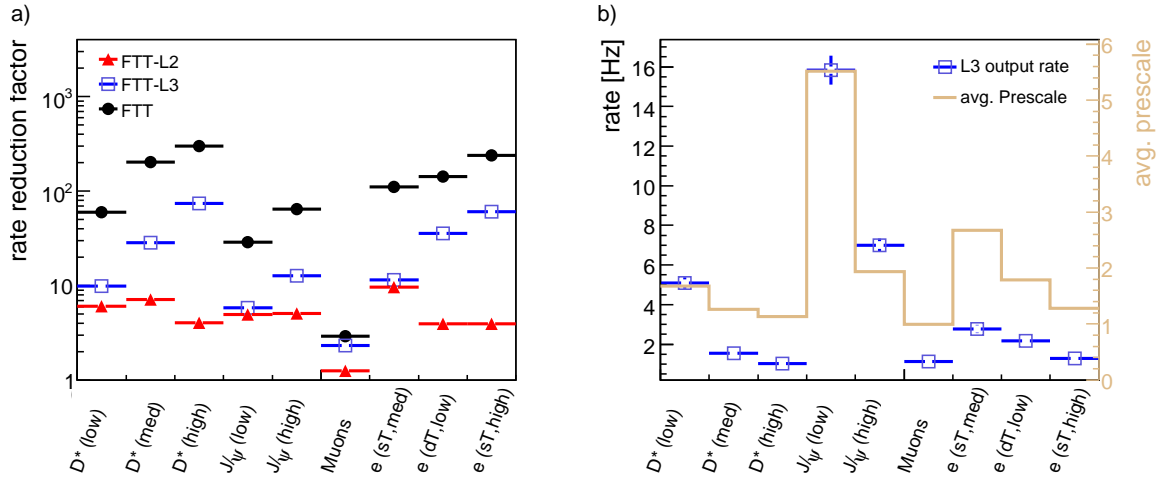 a)
rate reduction factor
FTT-L2
FTT-L3
FTT
10³
10²
10
1
D* (low)
D* (med)
D* (high)
J/ψ (low)
J/ψ (high)
Muons
e (sT,med)
e (dT,low)
e (sT,high)
b)
rate [Hz]
L3 output rate
avg. Prescale
16
14
12
10
8
6
4
2
6
5
4
3
2
1
0
avg. prescale
D* (low)
D* (med)
D* (high)
J/ψ (low)
J/ψ (high)
Muons
e (sT,med)
e (dT,low)
e (sT,high)